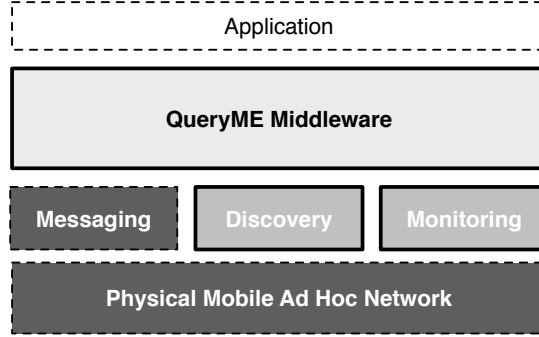 Application
QueryME Middleware
Messaging Discovery Monitoring
Physical Mobile Ad Hoc Network